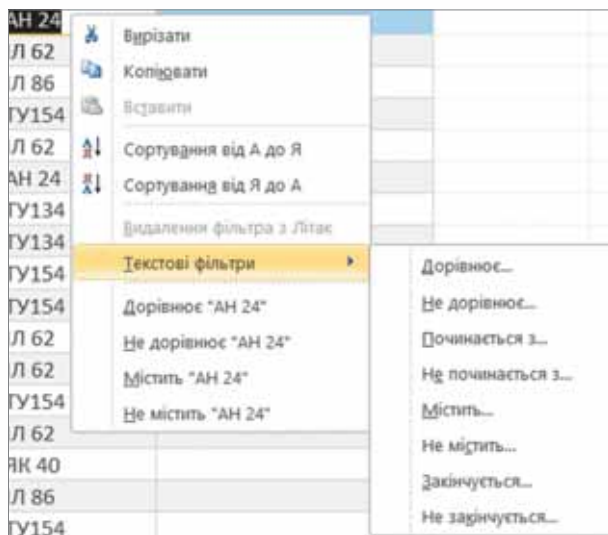 АН 24
Л 62
Л 86
ТУ154
Л 62
АН 24
ТУ134
ТУ134
ТУ154
ТУ154
Л 62
Л 62
ТУ154
Л 62
ЯК 40
Л 86
ТУ154
Вирізати
Копіювати
Вставити
Сортування від А до Я
Сортування від Я до А
Видалення фільтра з Літак
Текстові фільтри
Дорівнює "АН 24"
Не дорівнює "АН 24"
Містить "АН 24"
Не містить "АН 24"
Дорівнює...
Не дорівнює...
Починається з...
Не починається з...
Містить...
Не містить...
Закінчується...
Не закінчується...